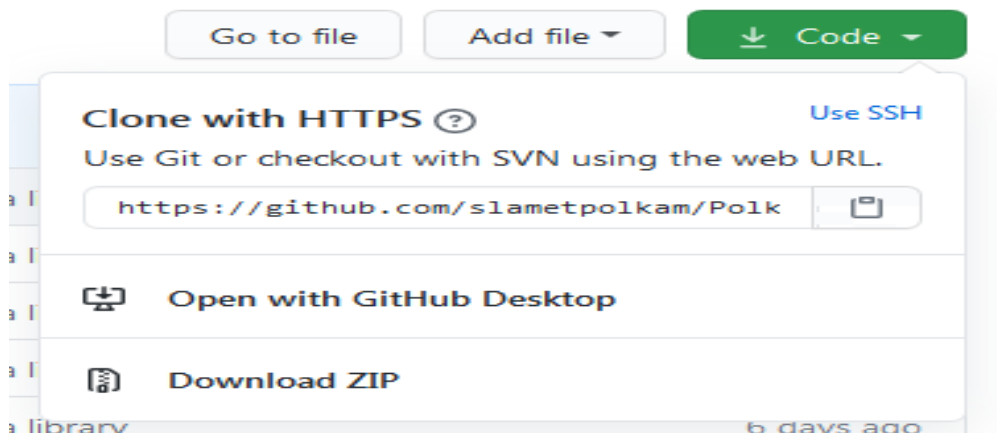 Go to file
Add file
Code
Clone with HTTPS
Use SSH
Use Git or checkout with SVN using the web URL.
https://github.com/slametpolkam/Polk
Open with GitHub Desktop
Download ZIP
a library
6 days ago